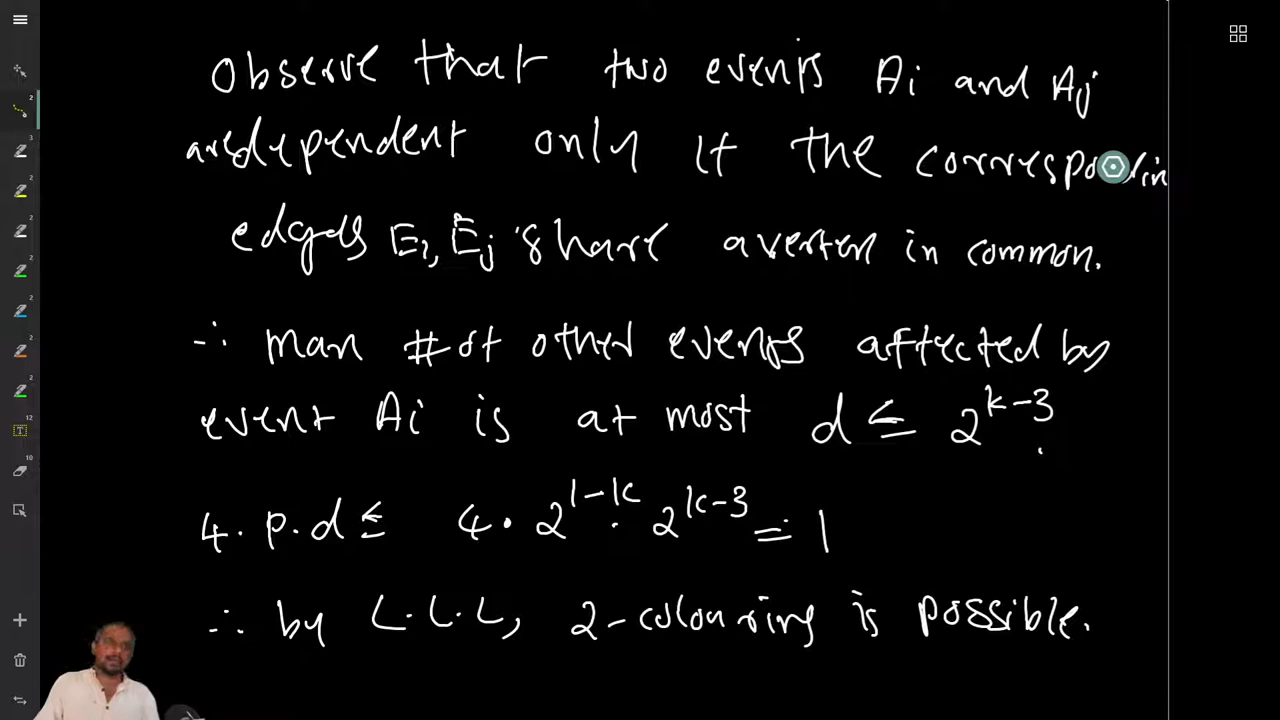 Observe that two events Ai and Aj
are dependent only if the correspo
edges Ei, Ej share a vertex in common.
∴ max # of other events affected by
event Ai is at most d ≤ 2^{k-3}
4. p. d ≤ 4 · 2^{1-k} · 2^{k-3} = 1
∴ by L.L.L, 2-colouring is possible.